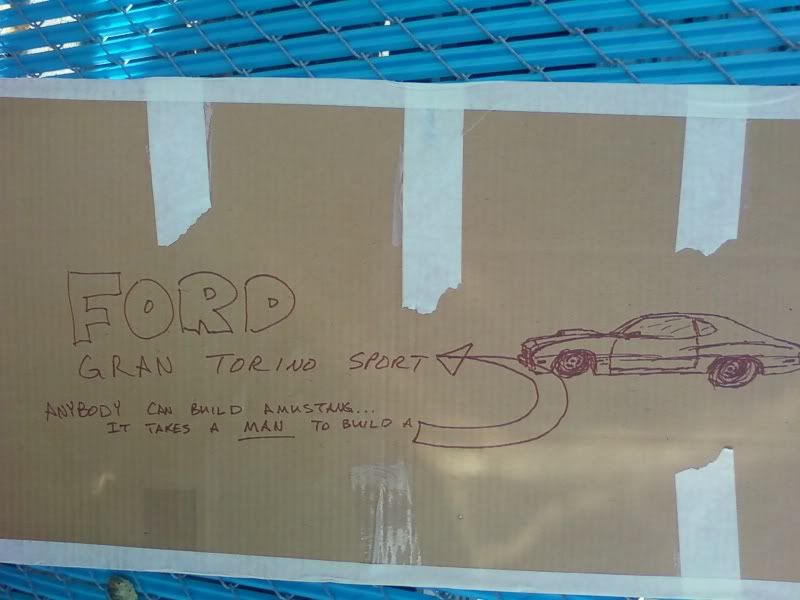 FORD
GRAN TORINO SPORT
ANYBODY CAN BUILD A MUSTANG...
IT TAKES A MAN TO BUILD A